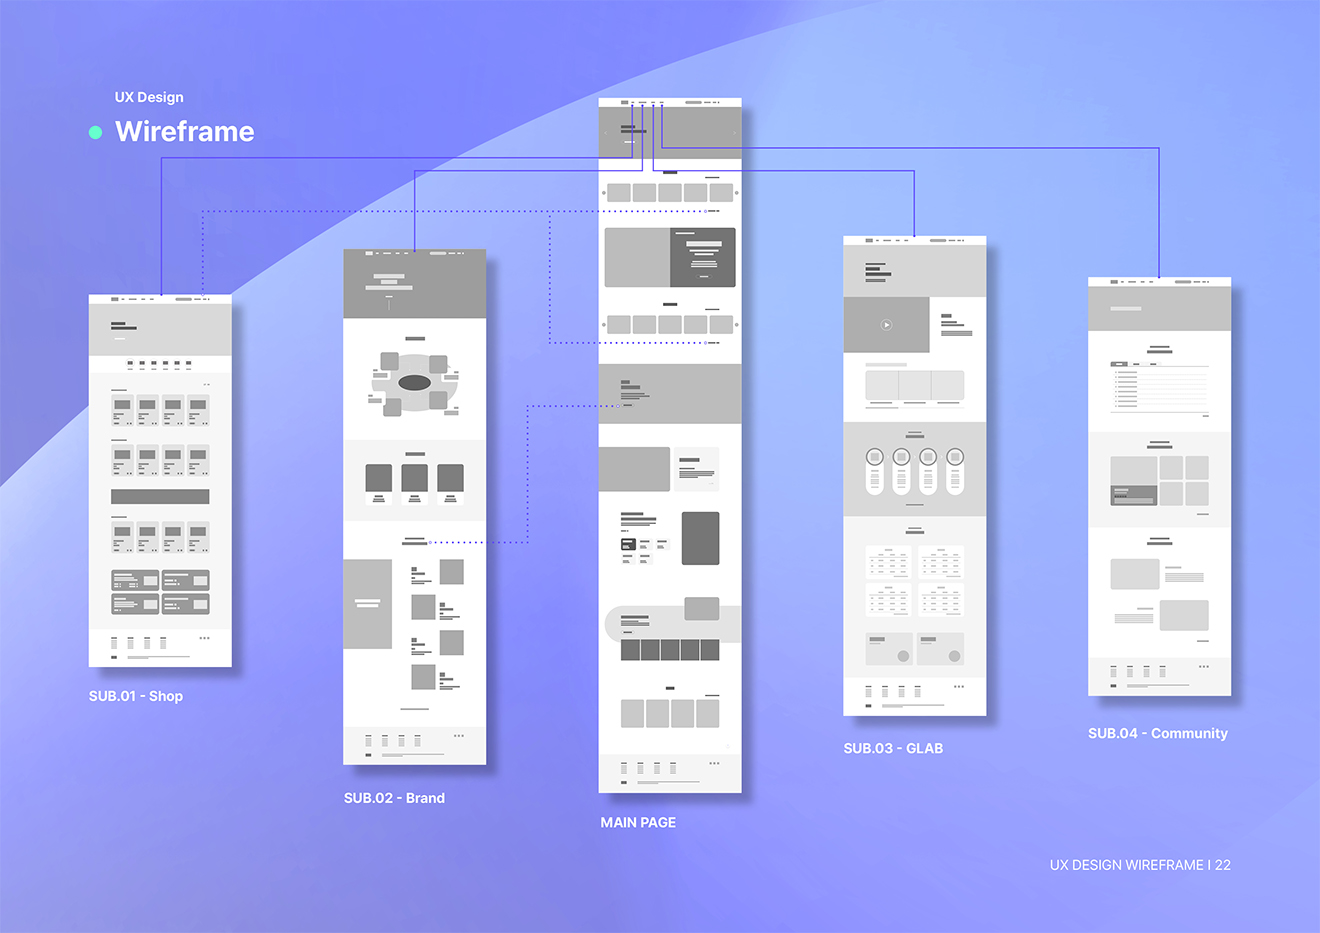 UX Design
Wireframe
SUB.01 - Shop
SUB.02 - Brand
MAIN PAGE
SUB.03 - GLAB
SUB.04 - Community
UX DESIGN WIREFRAME I 22